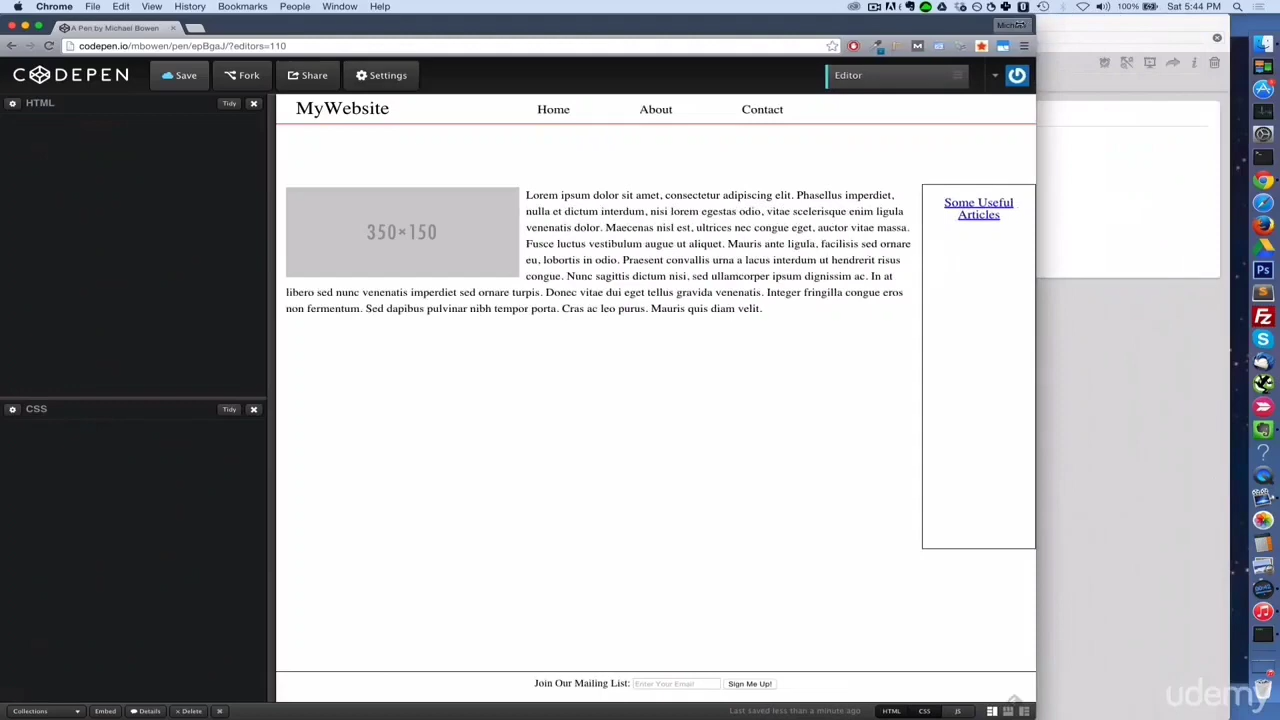 Chrome File Edit View History Bookmarks People Window Help 100% Sat 5:44 PM
A Pen by Michael Bowen
codepen.io/mbowen/pen/epBgaJ/?editors=110
CODEPEN Save Fork Share Settings Editor
HTML Tidy
MyWebsite Home About Contact
350×150
Lorem ipsum dolor sit amet, consectetur adipiscing elit. Phasellus imperdiet,
nulla et dictum interdum, nisi lorem egestas odio, vitae scelerisque enim ligula
venenatis dolor. Maecenas nisl est, ultrices nec congue eget, auctor vitae massa.
Fusce luctus vestibulum augue ut aliquet. Mauris ante ligula, facilisis sed ornare
eu, lobortis in odio. Praesent convallis urna a lacus interdum ut hendrerit risus
congue. Nunc sagittis dictum nisi, sed ullamcorper ipsum dignissim ac. In at
libero sed nunc venenatis imperdiet sed ornare turpis. Donec vitae dui eget tellus gravida venenatis. Integer fringilla congue eros
non fermentum. Sed dapibus pulvinar nibh tempor porta. Cras ac leo purus. Mauris quis diam velit.
Some Useful
Articles
CSS Tidy
Join Our Mailing List: Enter Your Email Sign Me Up!
Collections Embed Details Delete Last saved less than a minute ago HTML CSS JS
udemy